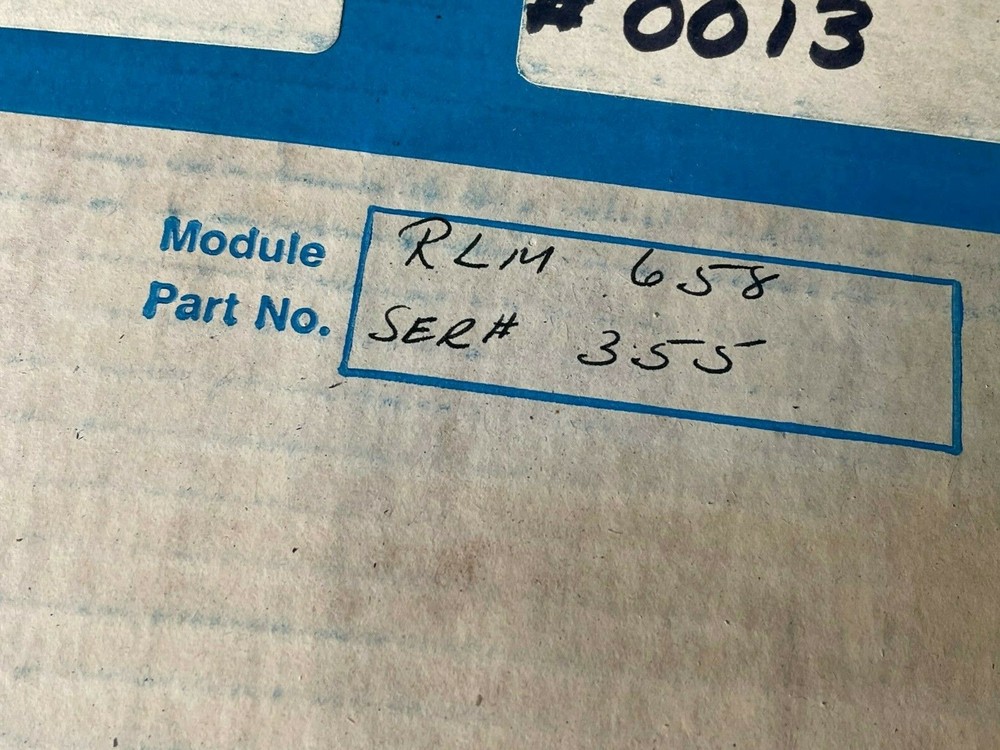 #0013
Module
Part No.
RLM 658
SER# 355